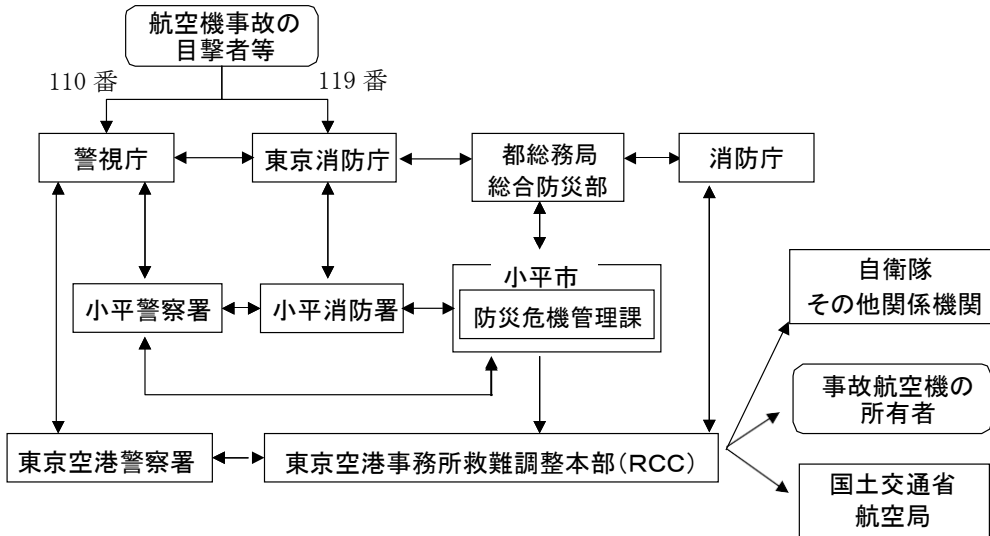 航空機事故の
目撃者等
110 番
119 番
警視庁
東京消防庁
都総務局
総合防災部
消防庁
小平警察署
小平消防署
小平市
防災危機管理課
自衛隊
その他関係機関
事故航空機の
所有者
東京空港警察署
東京空港事務所救難調整本部（ＲＣＣ）
国土交通省
航空局